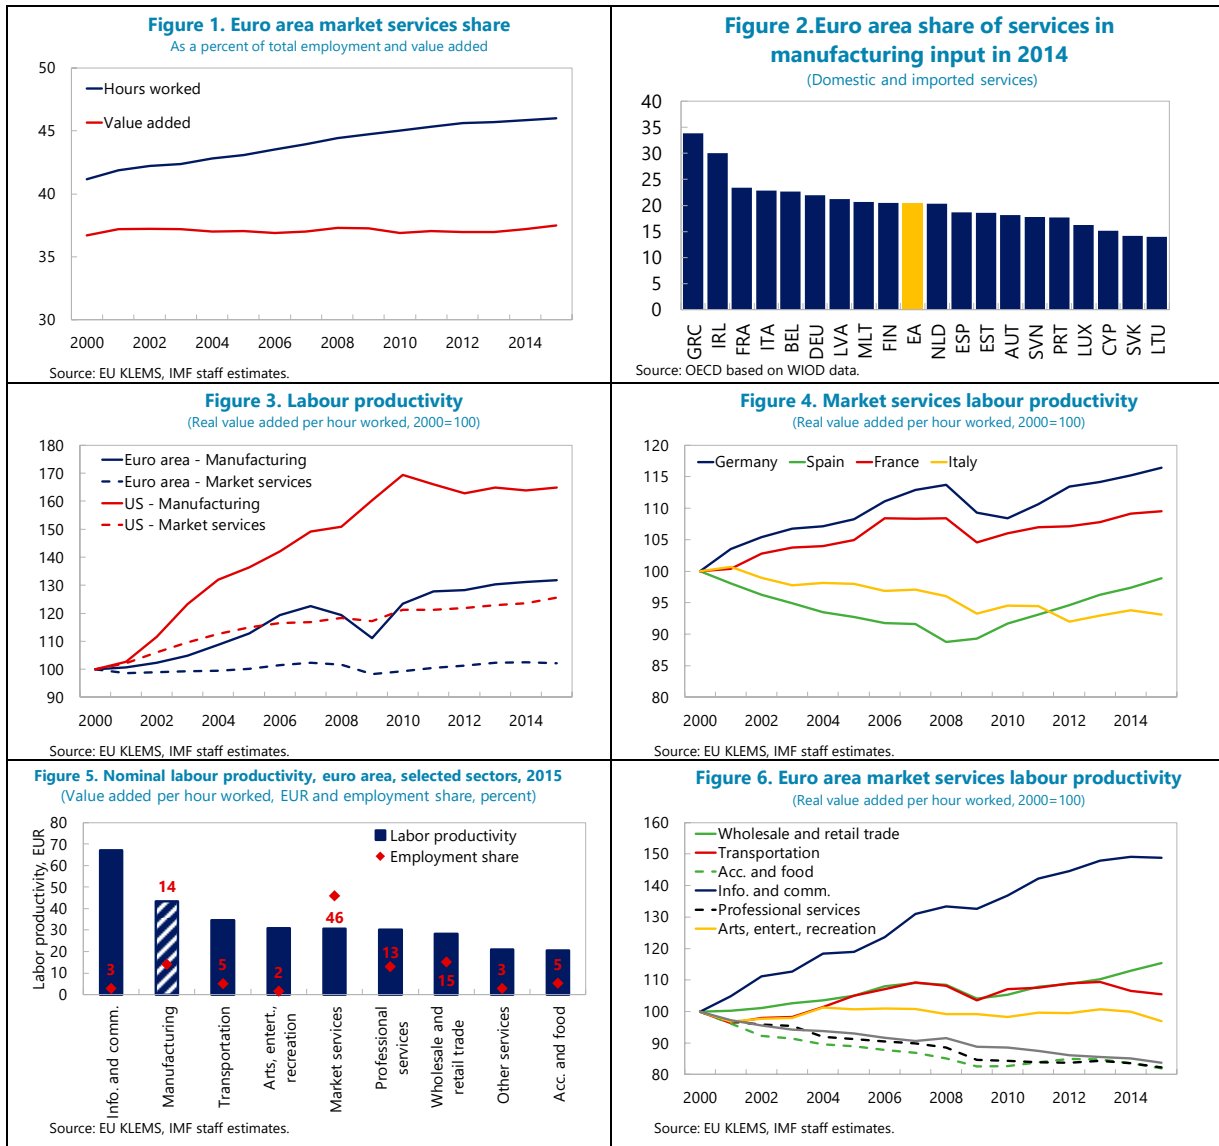 Figure 1. Euro area market services share
As a percent of total employment and value added
50
45
40
35
30
Hours worked
Value added
2000 2002 2004 2006 2008 2010 2012 2014
Source: EU KLEMS, IMF staff estimates.
Figure 2.Euro area share of services in
manufacturing input in 2014
(Domestic and imported services)
40
35
30
25
20
15
10
5
0
GRC IRL FRA ITA BEL DEU LVA MLT FIN EA NLD ESP EST AUT SVN PRT LUX CYP SVK LTU
Source: OECD based on WIOD data.
Figure 3. Labour productivity
(Real value added per hour worked, 2000=100)
180
170
160
150
140
130
120
110
100
90
Euro area - Manufacturing
Euro area - Market services
US - Manufacturing
US - Market services
2000 2002 2004 2006 2008 2010 2012 2014
Source: EU KLEMS, IMF staff estimates.
Figure 4. Market services labour productivity
(Real value added per hour worked, 2000=100)
120
115
110
105
100
95
90
85
80
Germany Spain France Italy
2000 2002 2004 2006 2008 2010 2012 2014
Source: EU KLEMS, IMF staff estimates.
Figure 5. Nominal labour productivity, euro area, selected sectors, 2015
(Value added per hour worked, EUR and employment share, percent)
Labor productivity, EUR
80
70
60
50
40
30
20
10
0
Labor productivity
Employment share
3 14 5 2 46 13 15 3 5
Info. and comm.
Manufacturing
Transportation
Arts, entert.,
recreation
Market services
Professional
services
Wholesale and
retail trade
Other services
Acc. and food
Source: EU KLEMS, IMF staff estimates.
Figure 6. Euro area market services labour productivity
(Real value added per hour worked, 2000=100)
160
150
140
130
120
110
100
90
80
Wholesale and retail trade
Transportation
Acc. and food
Info. and comm.
Professional services
Arts, entert., recreation
2000 2002 2004 2006 2008 2010 2012 2014
Source: EU KLEMS, IMF staff estimates.